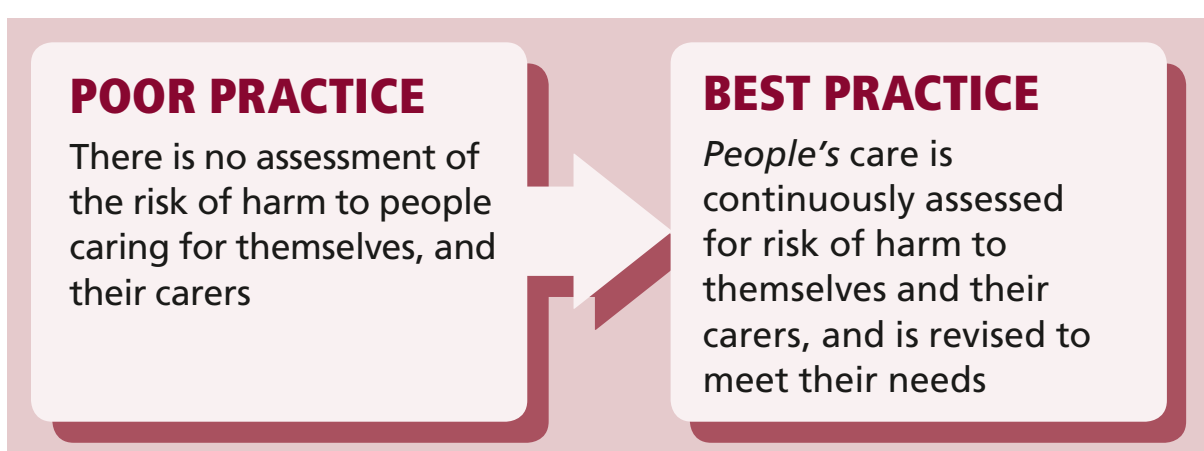 POOR PRACTICE
There is no assessment of
the risk of harm to people
caring for themselves, and
their carers
BEST PRACTICE
People’s care is
continuously assessed
for risk of harm to
themselves and their
carers, and is revised to
meet their needs